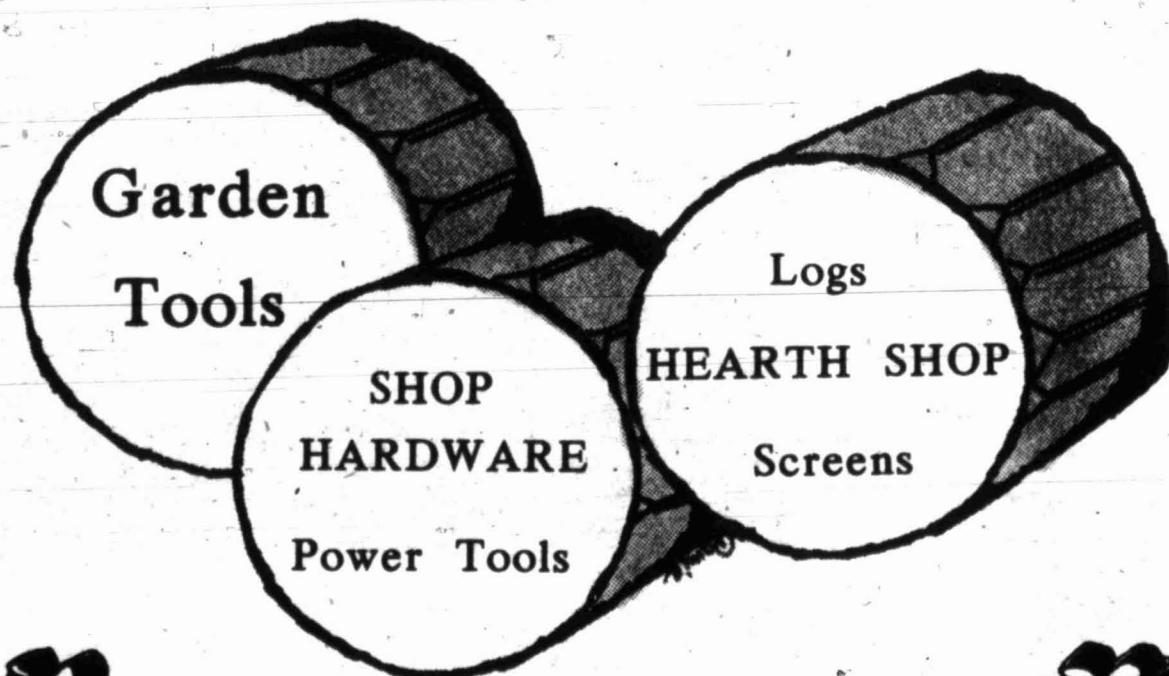 Garden
Tools
SHOP
HARDWARE
Power Tools
Logs
HEARTH SHOP
Screens